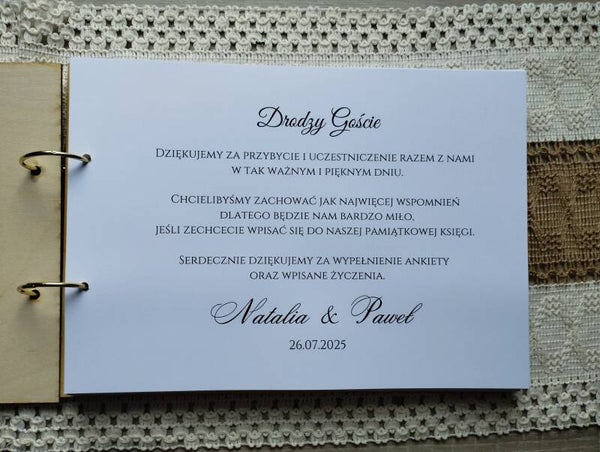 Drodzy Goście
DZIĘKUJEMY ZA PRZYBYCIE I UCZESTNICZENIE RAZEM Z NAMI
W TAK WAŻNYM I PIĘKNYM DNIU.
CHCIELIBYŚMY ZACHOWAĆ JAK NAJWIĘCEJ WSPOMNIEŃ
DLATEGO BĘDZIE NAM BARDZO MIŁO,
JEŚLI ZECHCECIE WPISAĆ SIĘ DO NASZEJ PAMIĄTKOWEJ KSIĘGI.
SERDECZNIE DZIĘKUJEMY ZA WYPEŁNIENIE ANKIETY
ORAZ WPISANE ŻYCZENIA.
Natalia & Paweł
26.07.2025